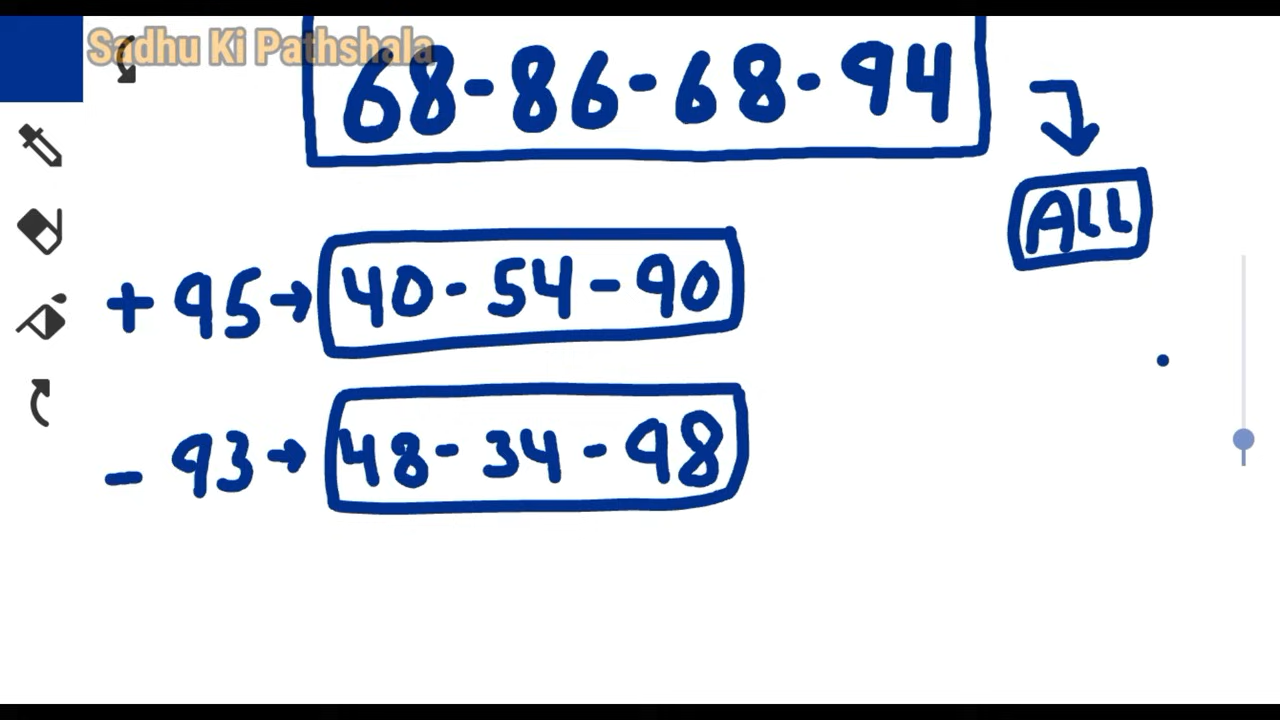 Sadhu Ki Pathshala
68-86-68-94
ALL
+ 95→ 40-54-90
- 93→ 48-34-98